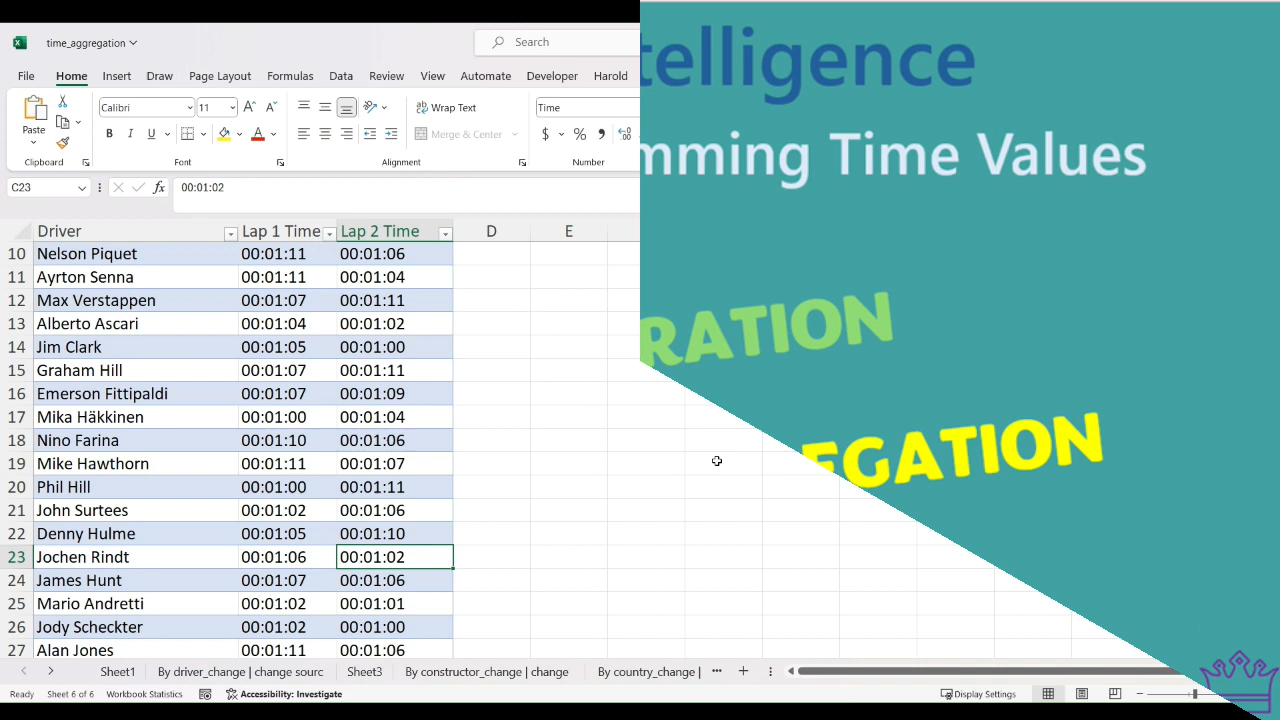 time_aggregation
Search
File Home Insert Draw Page Layout Formulas Data Review View Automate Developer Harold
Paste
Calibri 11
B I U
Wrap Text
Merge & Center
Time
$ % ,
Clipboard Font Alignment Number
C23 fx 00:01:02
Driver Lap 1 Time Lap 2 Time D E
10 Nelson Piquet 00:01:11 00:01:06
11 Ayrton Senna 00:01:11 00:01:04
12 Max Verstappen 00:01:07 00:01:11
13 Alberto Ascari 00:01:04 00:01:02
14 Jim Clark 00:01:05 00:01:00
15 Graham Hill 00:01:07 00:01:11
16 Emerson Fittipaldi 00:01:07 00:01:09
17 Mika Häkkinen 00:01:00 00:01:04
18 Nino Farina 00:01:10 00:01:06
19 Mike Hawthorn 00:01:11 00:01:07
20 Phil Hill 00:01:00 00:01:11
21 John Surtees 00:01:02 00:01:06
22 Denny Hulme 00:01:05 00:01:10
23 Jochen Rindt 00:01:06 00:01:02
24 James Hunt 00:01:07 00:01:06
25 Mario Andretti 00:01:02 00:01:01
26 Jody Scheckter 00:01:02 00:01:00
27 Alan Jones 00:01:11 00:01:06
Sheet1 By driver_change | change sourc Sheet3 By constructor_change | change By country_change |
Ready Sheet 6 of 6 Workbook Statistics Accessibility: Investigate Display Settings
telligence
mming Time Values
RATION
EGATION